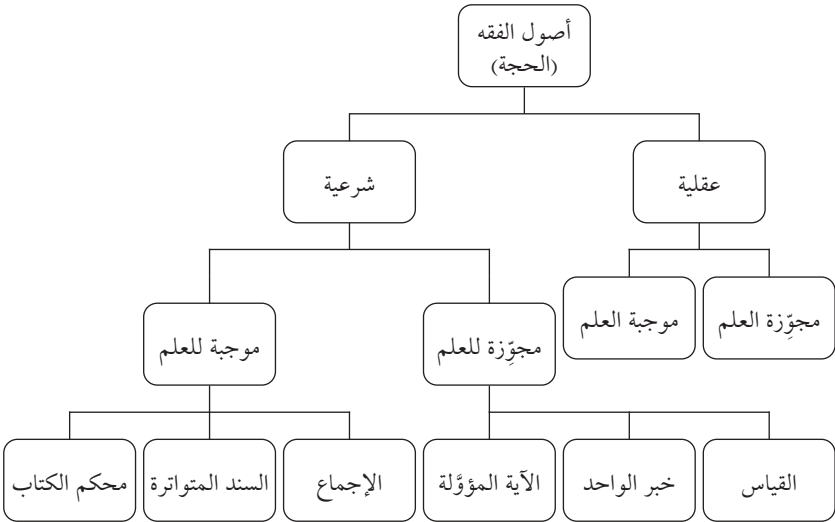 أصول الفقه
(الحجة)
عقلية
شرعية
مجوِّزة العلم
موجبة العلم
مجوِّزة للعلم
موجبة للعلم
القياس
خبر الواحد
الآية المؤوَّلة
الإجماع
السند المتواترة
محكم الكتاب